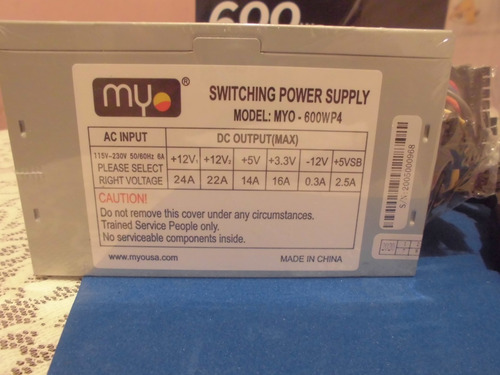 600
myo®
SWITCHING POWER SUPPLY
MODEL: MYO - 600WP4
AC INPUT
DC OUTPUT(MAX)
115V-230V 50/60Hz 6A
PLEASE SELECT
RIGHT VOLTAGE
+12V1 +12V2 +5V +3.3V -12V +5VSB
24A 22A 14A 16A 0.3A 2.5A
CAUTION!
Do not remove this cover under any circumstances.
Trained Service People only.
No serviceable components inside.
www.myousa.com
MADE IN CHINA
S/N:2005000968